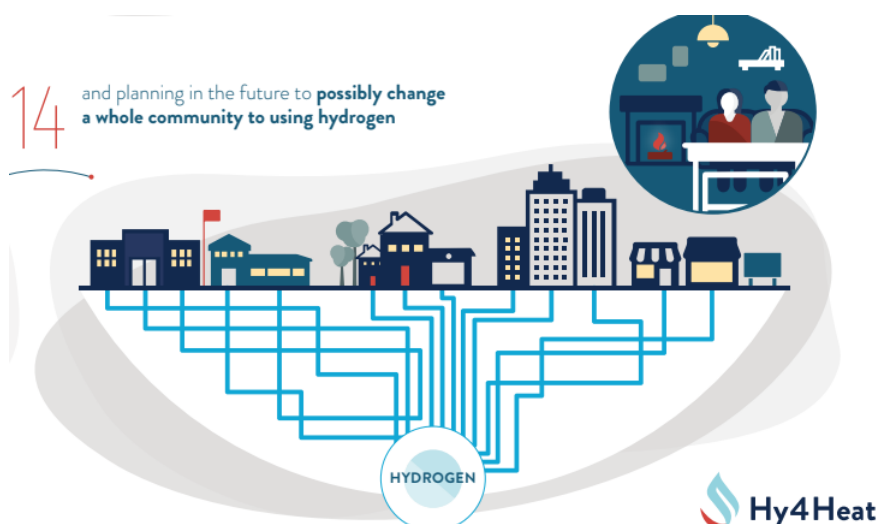 14
and planning in the future to possibly change
a whole community to using hydrogen
HYDROGEN
Hy4Heat